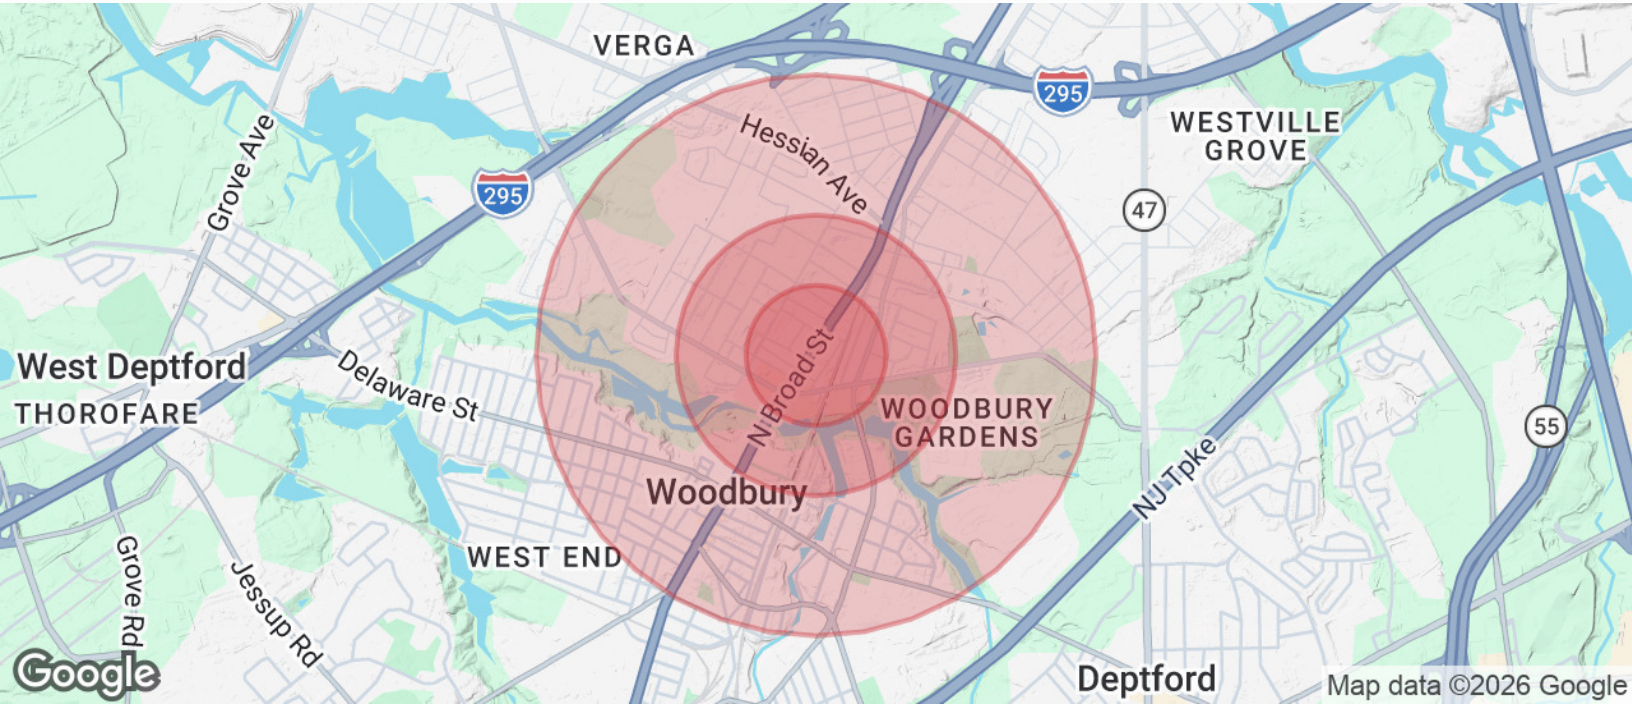 VERGA
295
Hessian Ave
WESTVILLE
GROVE
Grove Ave
295
47
N Broad St
West Deptford
THOROFARE
Delaware St
WOODBURY
GARDENS
55
NJ Tpke
Woodbury
WEST END
Grove Rd
Jessup Rd
Deptford
Google
Map data ©2026 Google